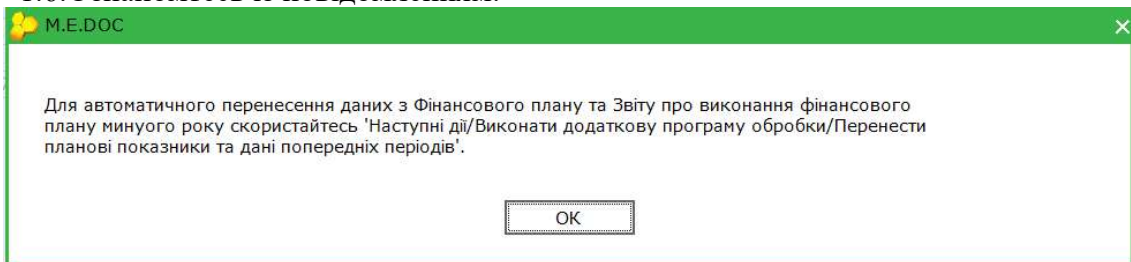 M.E.DOC
Для автоматичного перенесення даних з Фінансового плану та Звіту про виконання фінансового
плану минуого року скористайтесь 'Наступні дії/Виконати додаткову програму обробки/Перенести
планові показники та дані попередніх періодів'.
OK